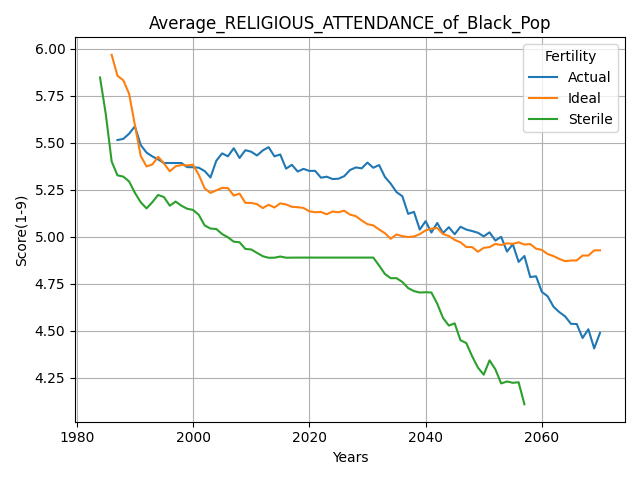 Average_RELIGIOUS_ATTENDANCE_of_Black_Pop
6.00
5.75
5.50
5.25
5.00
4.75
4.50
4.25
Score(1-9)
Fertility
Actual
Ideal
Sterile
1980
2000
2020
2040
2060
Years